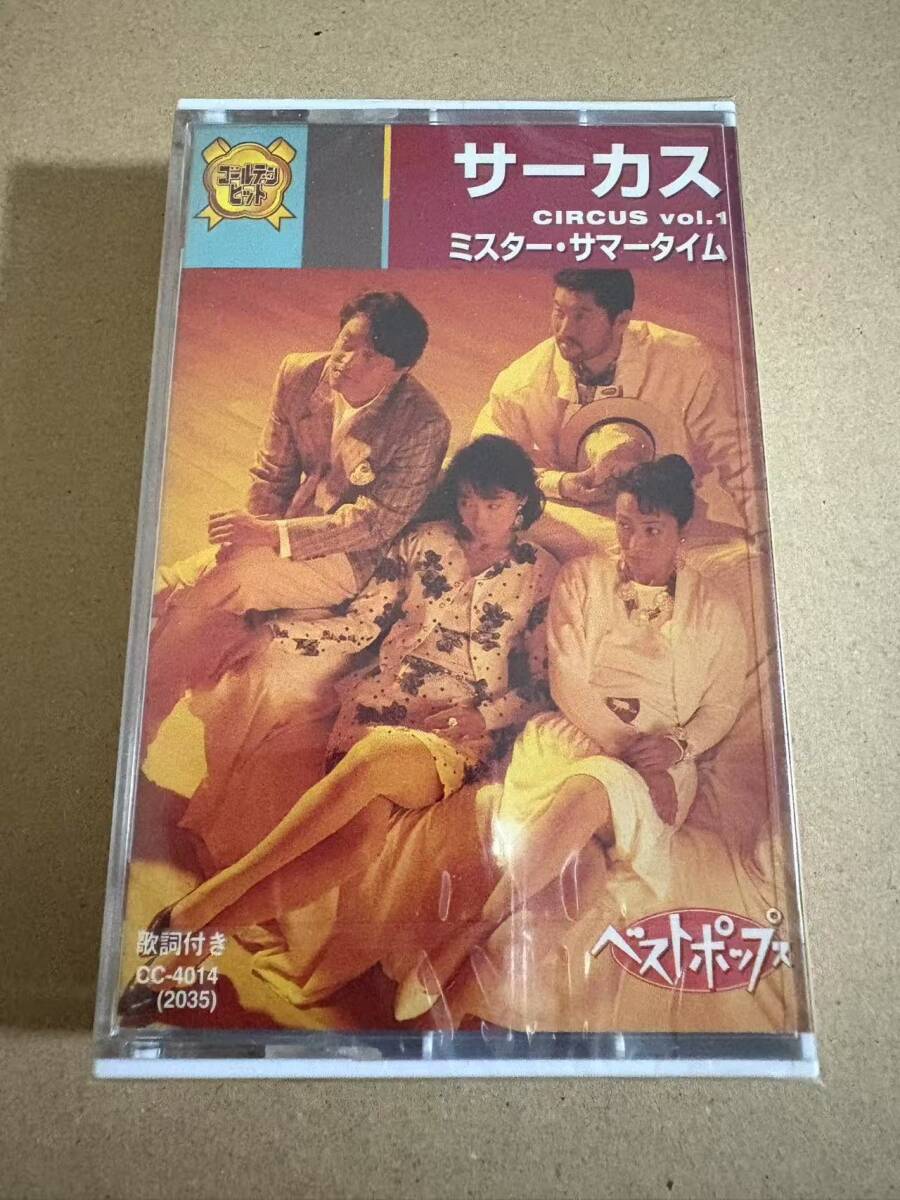 ゴールデン
ヒット
サーカス
CIRCUS vol.1
ミスター・サマータイム
歌詞付き
CC-4014
(2035)
ベストポップス